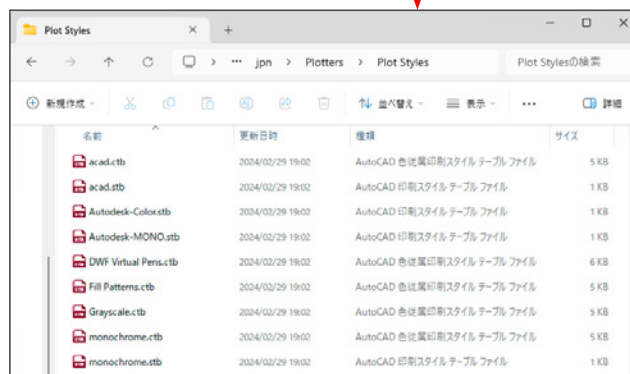 Plot Styles
… jpn > Plotters > Plot Styles
Plot Stylesの検索
新規作成 並べ替え 表示 … 詳細
名前 更新日時 種類 サイズ
acad.ctb 2024/02/29 19:02 AutoCAD 色従属印刷スタイル テーブル ファイル 5 KB
acad.stb 2024/02/29 19:02 AutoCAD 印刷スタイル テーブル ファイル 1 KB
Autodesk-Color.stb 2024/02/29 19:02 AutoCAD 印刷スタイル テーブル ファイル 1 KB
Autodesk-MONO.stb 2024/02/29 19:02 AutoCAD 印刷スタイル テーブル ファイル 1 KB
DWF Virtual Pens.ctb 2024/02/29 19:02 AutoCAD 色従属印刷スタイル テーブル ファイル 6 KB
Fill Patterns.ctb 2024/02/29 19:02 AutoCAD 色従属印刷スタイル テーブル ファイル 5 KB
Grayscale.ctb 2024/02/29 19:02 AutoCAD 色従属印刷スタイル テーブル ファイル 5 KB
monochrome.ctb 2024/02/29 19:02 AutoCAD 色従属印刷スタイル テーブル ファイル 5 KB
monochrome.stb 2024/02/29 19:02 AutoCAD 印刷スタイル テーブル ファイル 1 KB